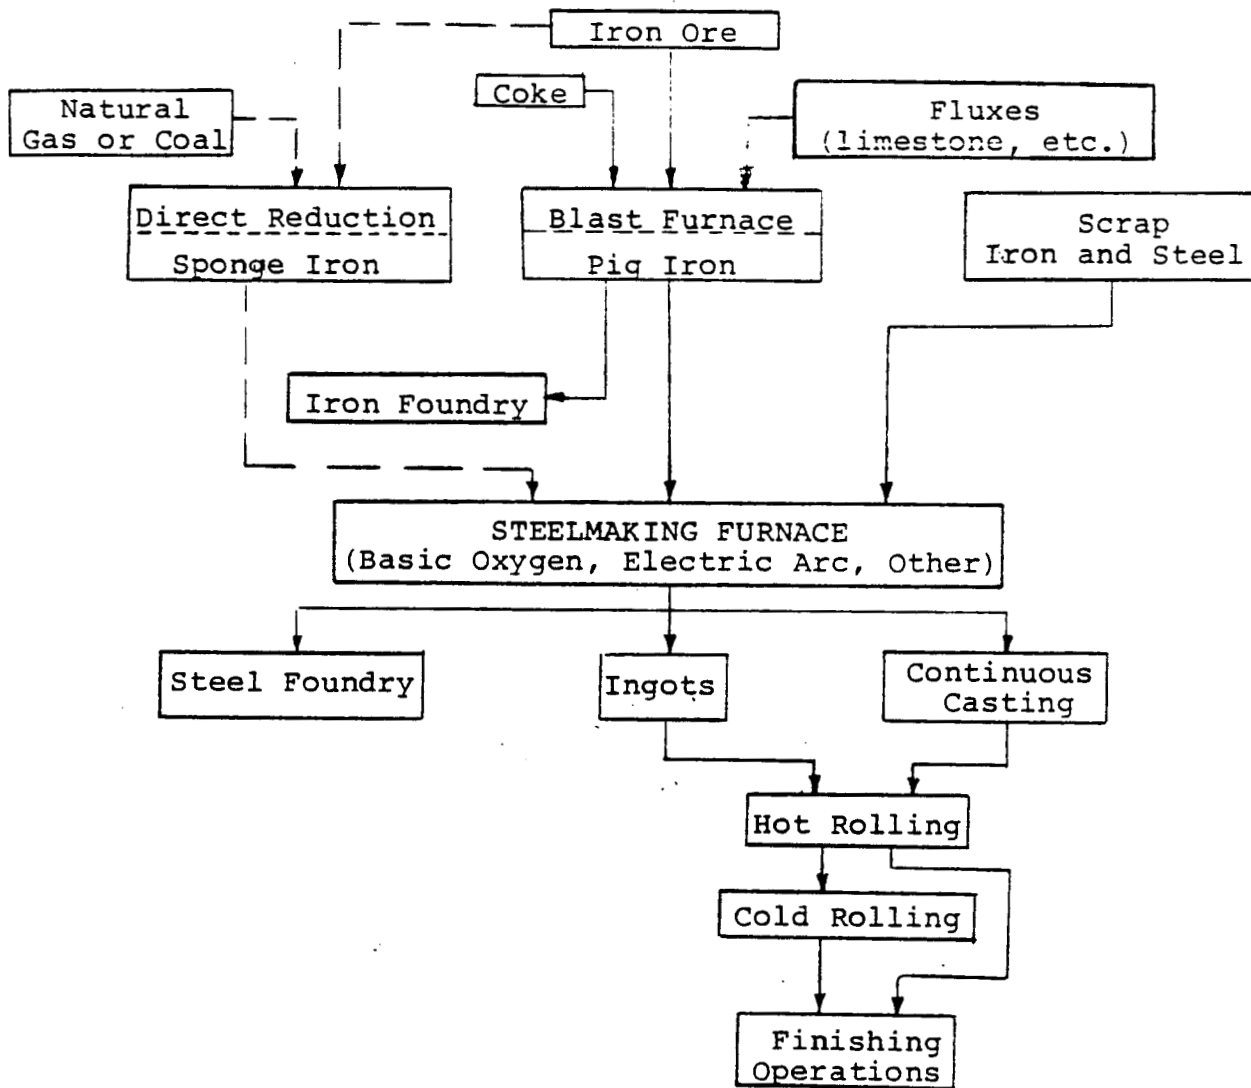 Iron Ore
Coke
Natural
Gas or Coal
Fluxes
(limestone, etc.)
Direct Reduction
Sponge Iron
Blast Furnace
Pig Iron
Scrap
Iron and Steel
Iron Foundry
STEELMAKING FURNACE
(Basic Oxygen, Electric Arc, Other)
Steel Foundry
Ingots
Continuous
Casting
Hot Rolling
Cold Rolling
Finishing
Operations